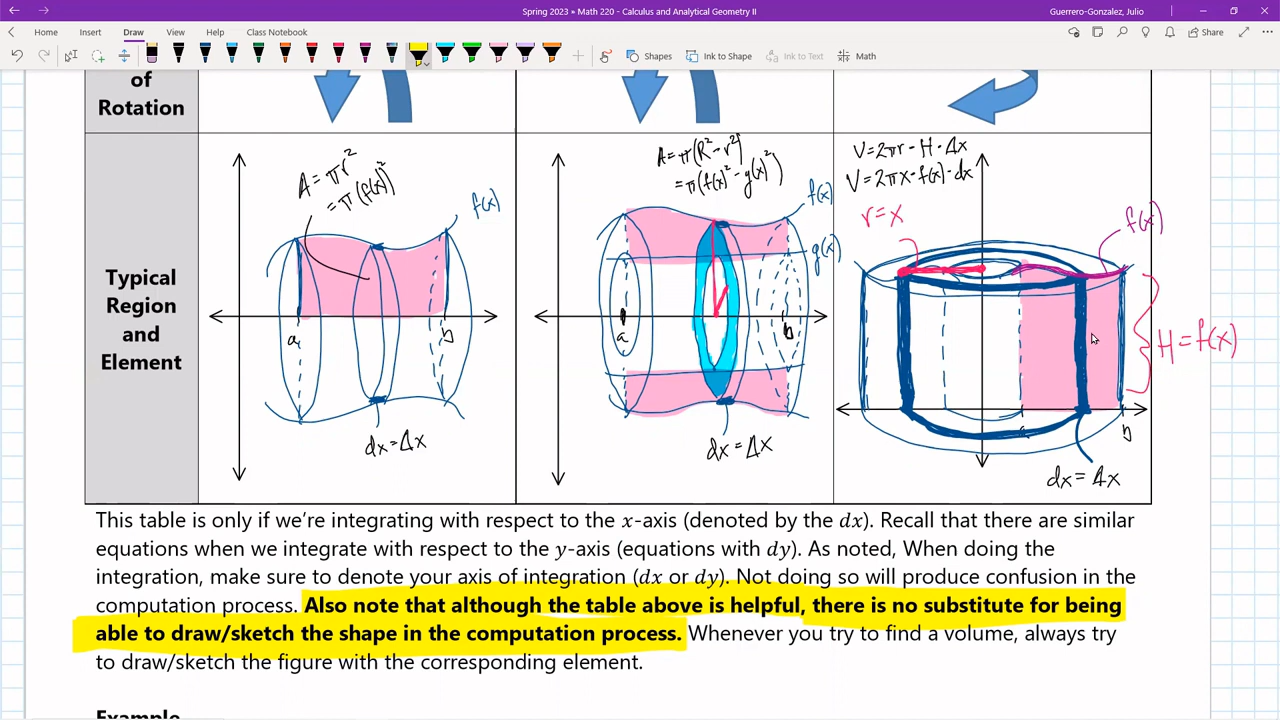 Spring 2023 » Math 220 - Calculus and Analytical Geometry II
Guerrero-Gonzalez, Julio
Home Insert Draw View Help Class Notebook
Share
Shapes Ink to Shape Ink to Text Math
of
Rotation
Typical
Region
and
Element
A = πr²
= π(f(x))²
f(x)
a
b
dx = Δx
A = π(R² - r²)
= π(f(x)² - g(x)²)
f(x)
g(x)
a
b
dx = Δx
V = 2πr · H · Δx
V = 2πx · f(x) · dx
r = x
f(x)
H = f(x)
a
b
dx = Δx
This table is only if we’re integrating with respect to the x-axis (denoted by the dx). Recall that there are similar
equations when we integrate with respect to the y-axis (equations with dy). As noted, When doing the
integration, make sure to denote your axis of integration (dx or dy). Not doing so will produce confusion in the
computation process. Also note that although the table above is helpful, there is no substitute for being
able to draw/sketch the shape in the computation process. Whenever you try to find a volume, always try
to draw/sketch the figure with the corresponding element.
Example